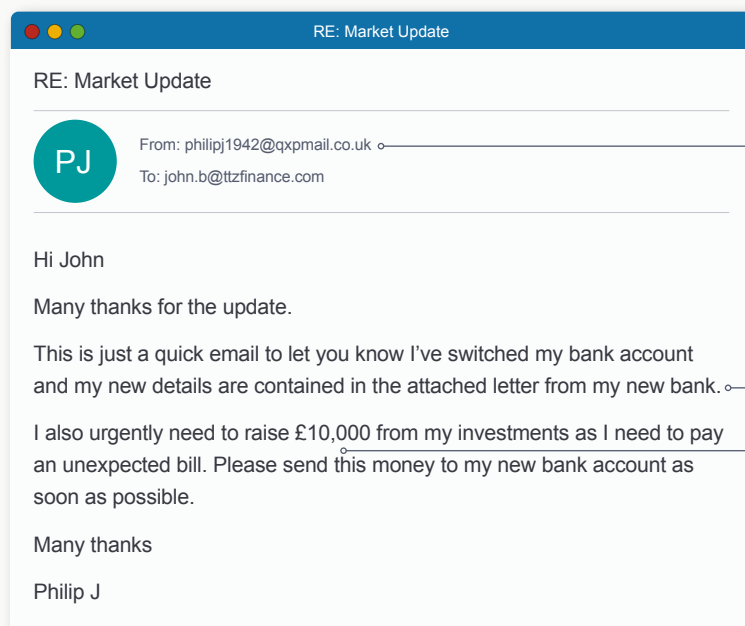 RE: Market Update
RE: Market Update
PJ
From: philipj1942@qxpmail.co.uk
To: john.b@ttzfinance.com
Hi John
Many thanks for the update.
This is just a quick email to let you know I’ve switched my bank account
and my new details are contained in the attached letter from my new bank.
I also urgently need to raise £10,000 from my investments as I need to pay
an unexpected bill. Please send this money to my new bank account as
soon as possible.
Many thanks
Philip J